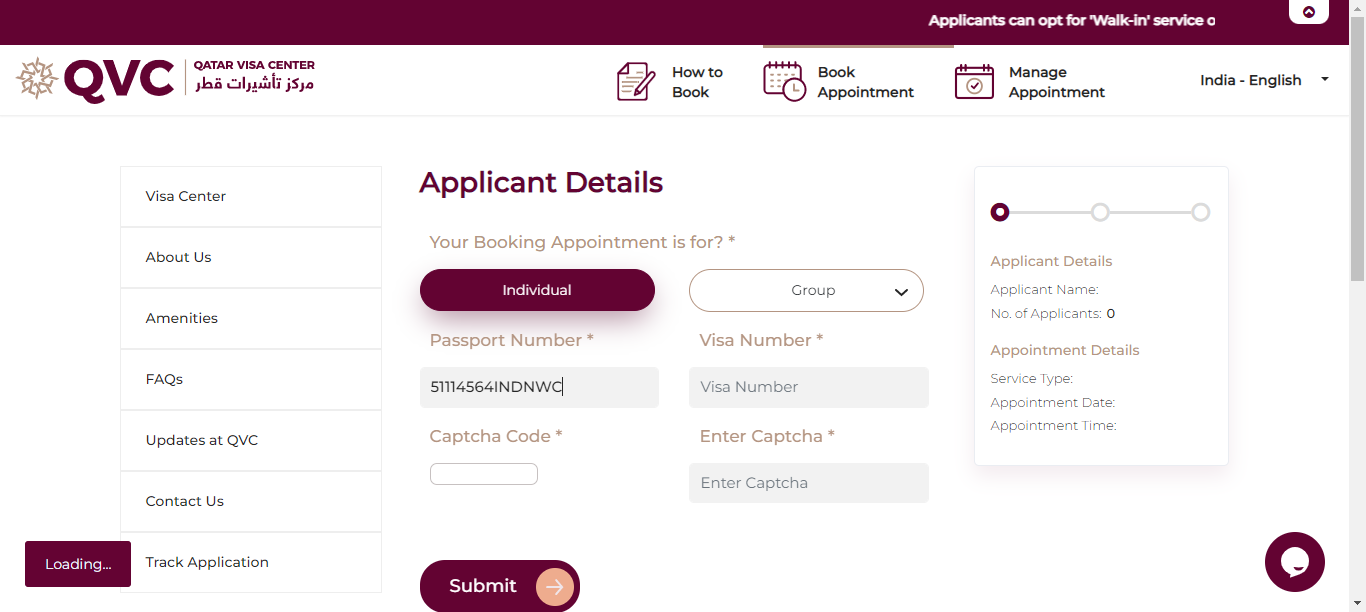 Applicants can opt for 'Walk-in' service o
QVC
QATAR VISA CENTER
مركز تأشيرات قطر
How to
Book
Book
Appointment
Manage
Appointment
India - English
Visa Center
About Us
Amenities
FAQs
Updates at QVC
Contact Us
Track Application
Loading...
Applicant Details
Your Booking Appointment is for? *
Individual
Group
Passport Number *
Visa Number *
51114564INDNWC
Visa Number
Captcha Code *
Enter Captcha *
Enter Captcha
Submit
Applicant Details
Applicant Name:
No. of Applicants: 0
Appointment Details
Service Type:
Appointment Date:
Appointment Time: